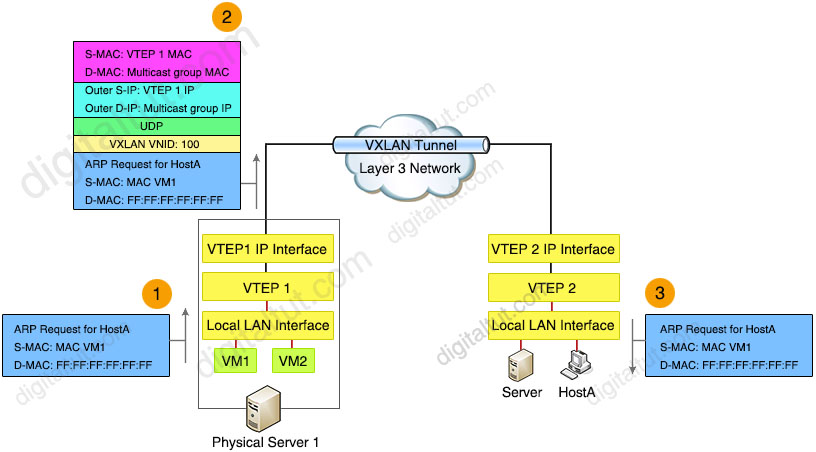 2
S-MAC: VTEP 1 MAC
D-MAC: Multicast group MAC
Outer S-IP: VTEP 1 IP
Outer D-IP: Multicast group IP
UDP
VXLAN VNID: 100
ARP Request for HostA
S-MAC: MAC VM1
D-MAC: FF:FF:FF:FF:FF:FF
VXLAN Tunnel
Layer 3 Network
VTEP1 IP Interface
VTEP 1
Local LAN Interface
VM1
VM2
Physical Server 1
1
ARP Request for HostA
S-MAC: MAC VM1
D-MAC: FF:FF:FF:FF:FF:FF
VTEP 2 IP Interface
VTEP 2
Local LAN Interface
Server
HostA
3
ARP Request for HostA
S-MAC: MAC VM1
D-MAC: FF:FF:FF:FF:FF:FF
digitaltut.com
digitaltut.com
digitaltut.com
digitaltut.com
digitaltut.com
digitaltut.com